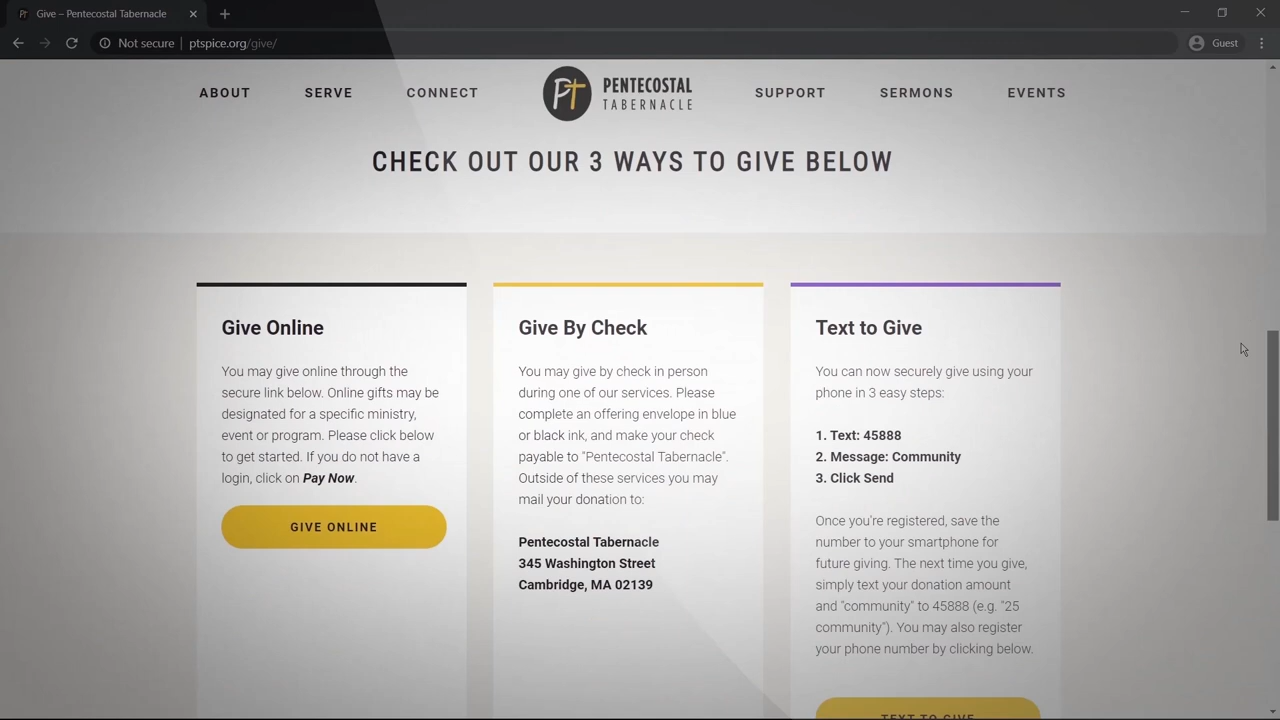 Give – Pentecostal Tabernacle
Not secure
ptspice.org/give/
Guest
ABOUT
SERVE
CONNECT
Pt
PENTECOSTAL
TABERNACLE
SUPPORT
SERMONS
EVENTS
CHECK OUT OUR 3 WAYS TO GIVE BELOW
Give Online
You may give online through the
secure link below. Online gifts may be
designated for a specific ministry,
event or program. Please click below
to get started. If you do not have a
login, click on Pay Now.
GIVE ONLINE
Give By Check
You may give by check in person
during one of our services. Please
complete an offering envelope in blue
or black ink, and make your check
payable to "Pentecostal Tabernacle".
Outside of these services you may
mail your donation to:
Pentecostal Tabernacle
345 Washington Street
Cambridge, MA 02139
Text to Give
You can now securely give using your
phone in 3 easy steps:
1. Text: 45888
2. Message: Community
3. Click Send
Once you're registered, save the
number to your smartphone for
future giving. The next time you give,
simply text your donation amount
and "community" to 45888 (e.g. "25
community"). You may also register
your phone number by clicking below.
TEXT TO GIVE